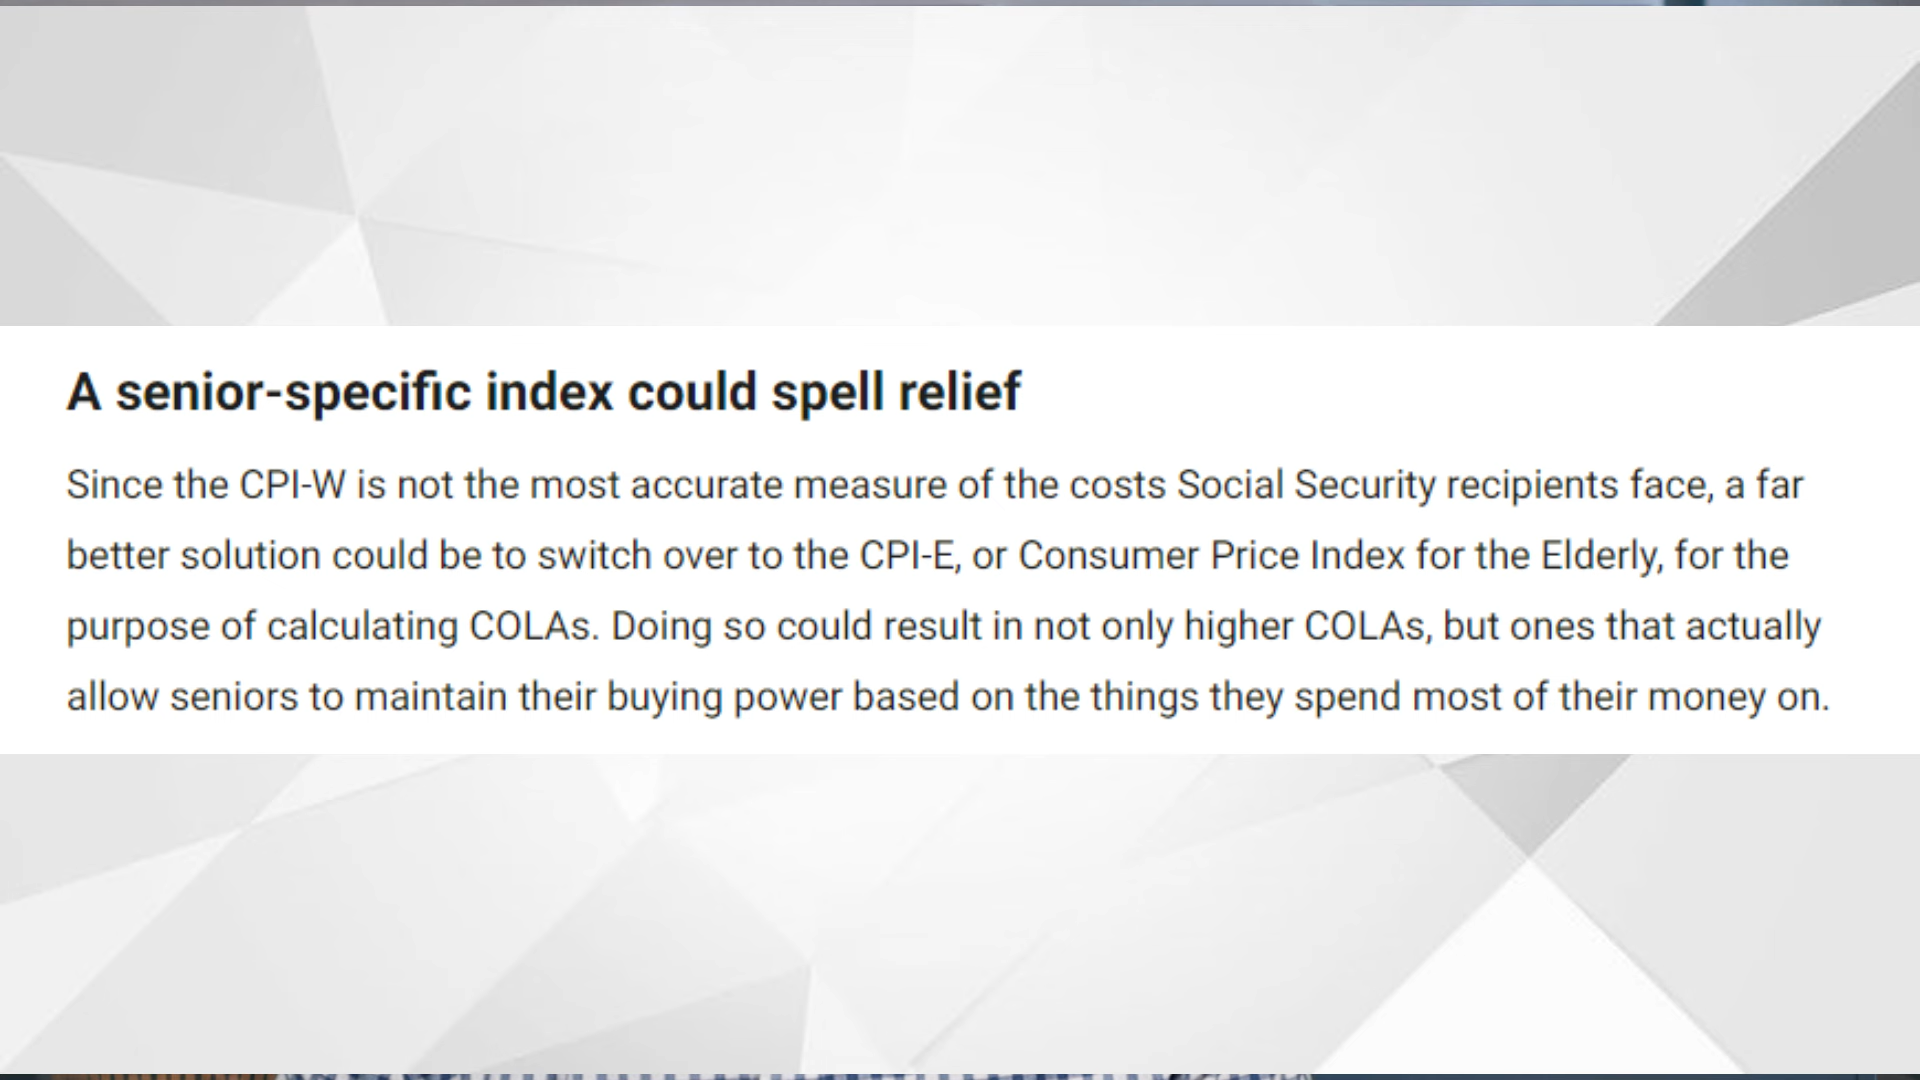 A senior-specific index could spell relief
Since the CPI-W is not the most accurate measure of the costs Social Security recipients face, a far
better solution could be to switch over to the CPI-E, or Consumer Price Index for the Elderly, for the
purpose of calculating COLAs. Doing so could result in not only higher COLAs, but ones that actually
allow seniors to maintain their buying power based on the things they spend most of their money on.